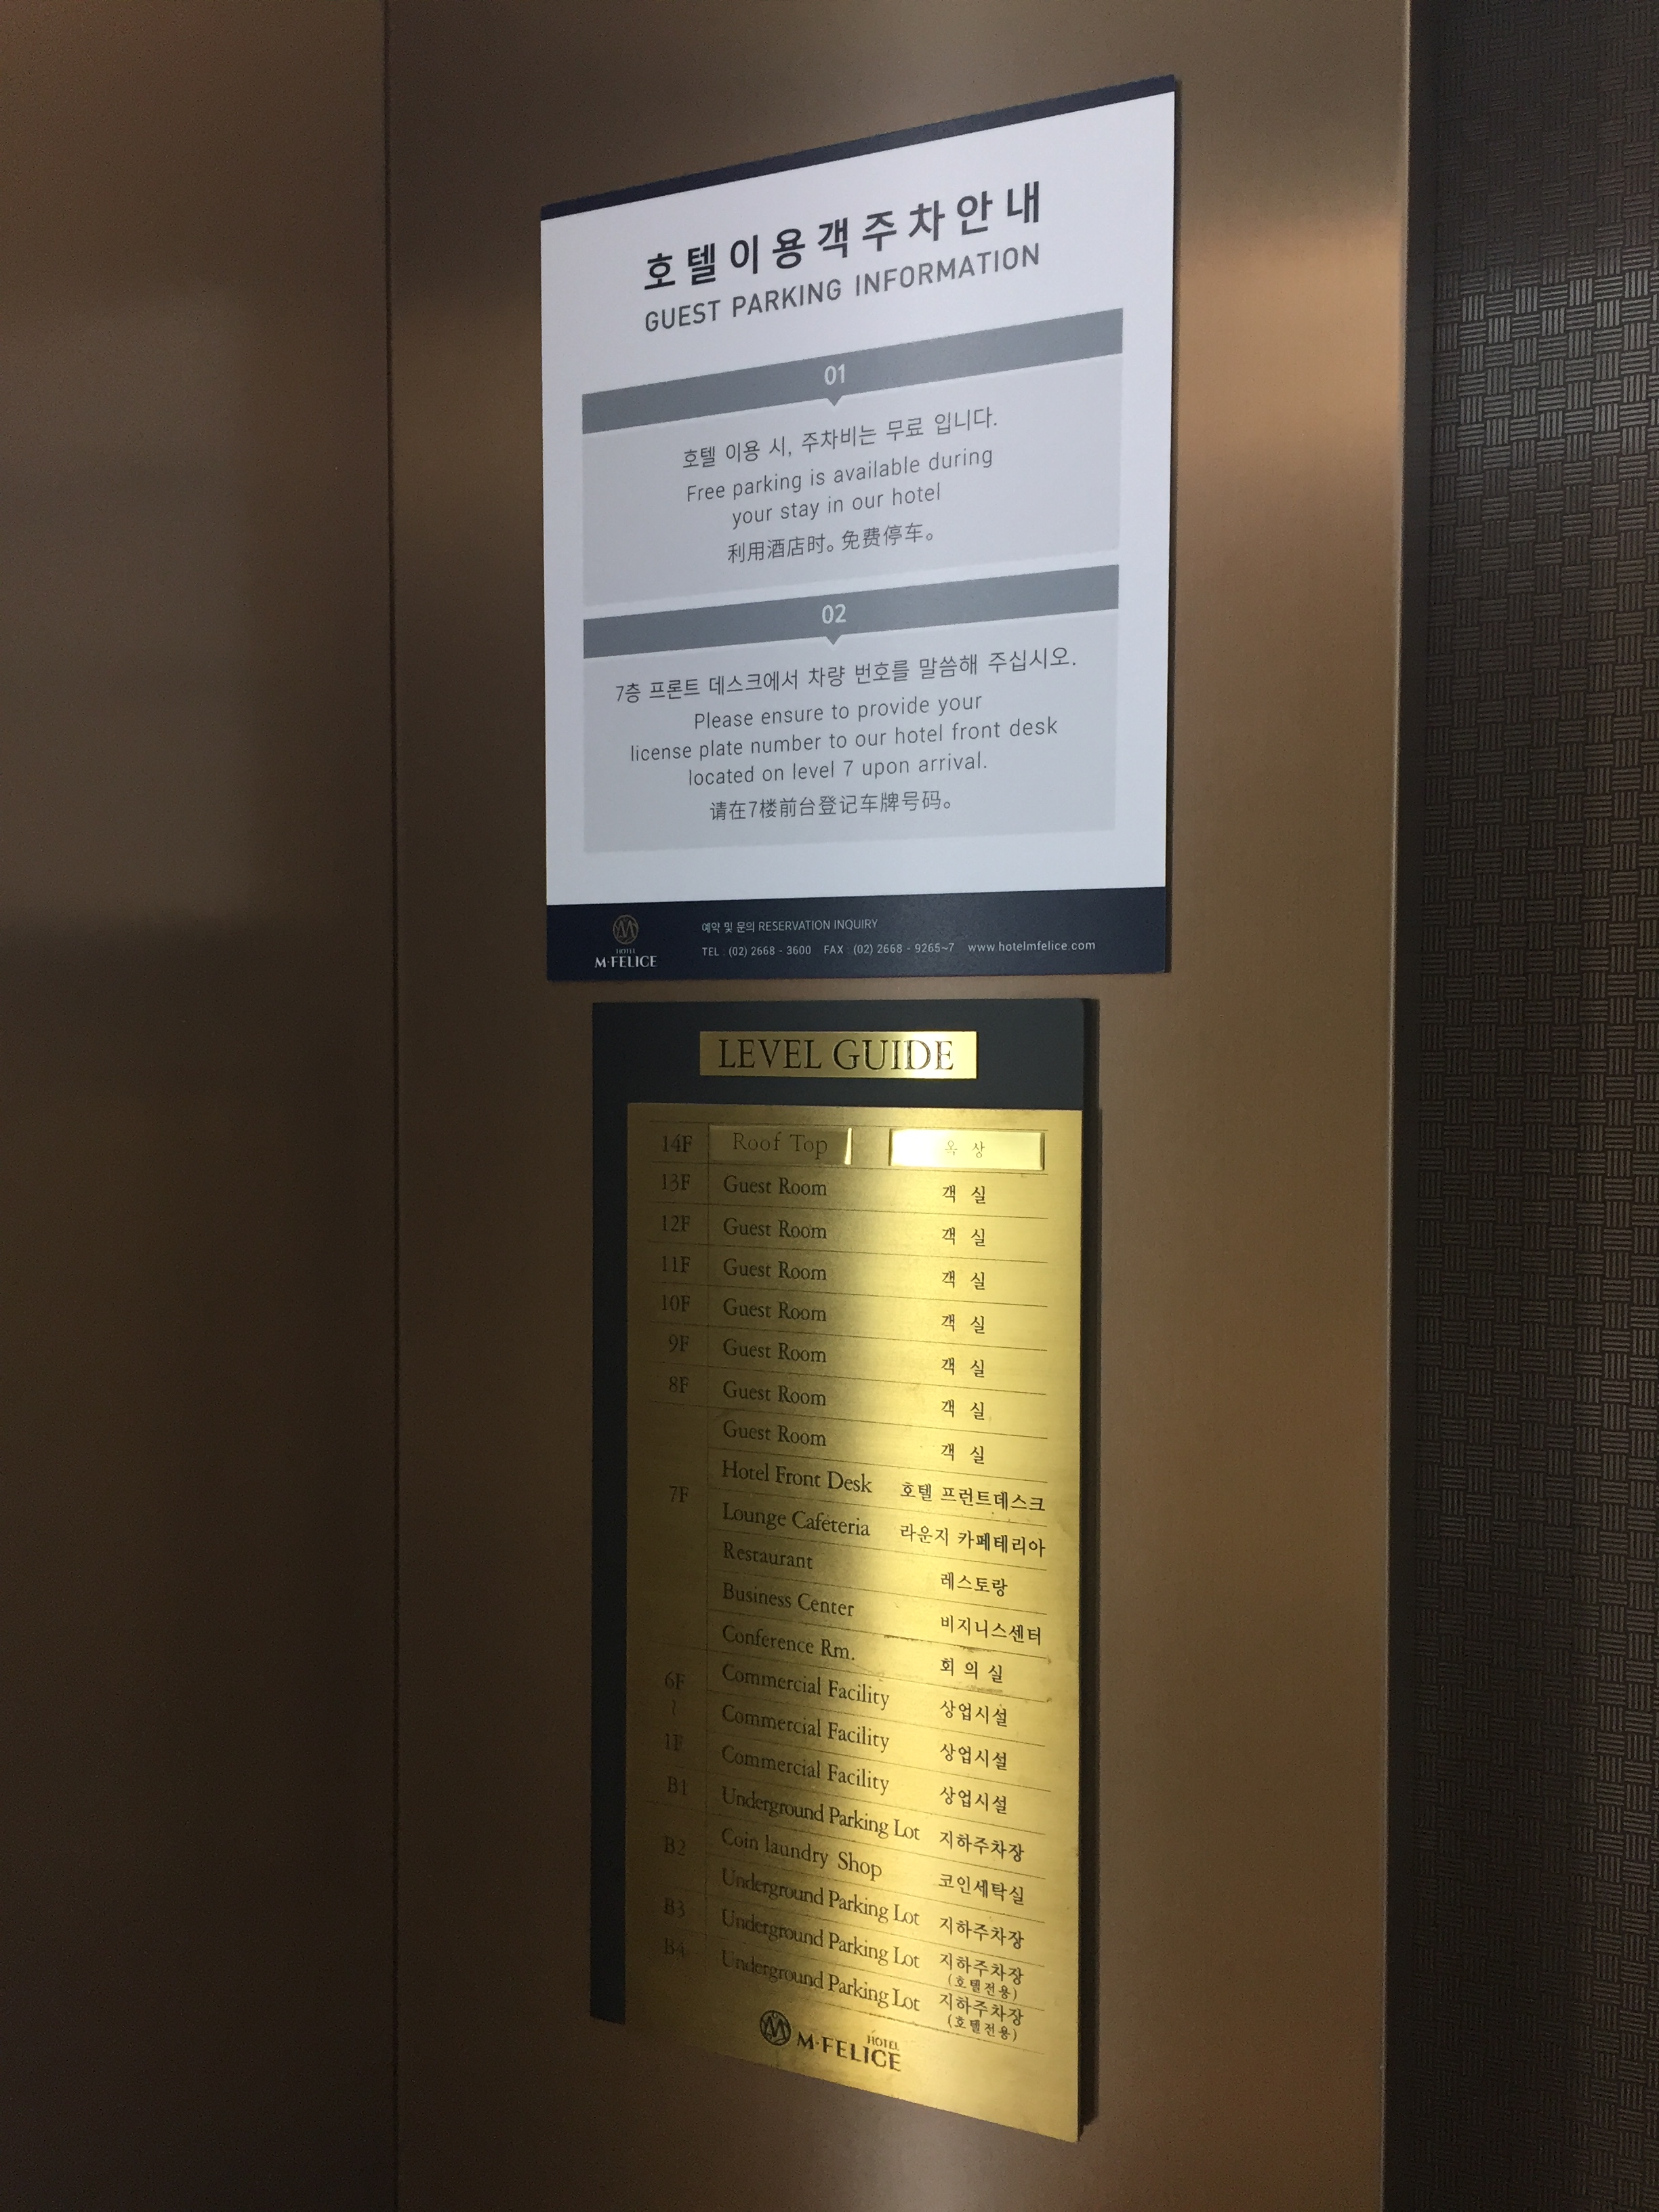 호텔이용객주차안내
GUEST PARKING INFORMATION
01
호텔 이용 시, 주차비는 무료 입니다.
Free parking is available during
your stay in our hotel
利用酒店时。免费停车。
02
7층 프론트 데스크에서 차량 번호를 말씀해 주십시오.
Please ensure to provide your
license plate number to our hotel front desk
located on level 7 upon arrival.
请在7楼前台登记车牌号码。
HOTEL
M·FELICE
예약 및 문의 RESERVATION INQUIRY
TEL : (02) 2668 - 3600 FAX : (02) 2668 - 9265~7 www.hotelmfelice.com
LEVEL GUIDE
14F Roof Top 옥 상
13F Guest Room 객 실
12F Guest Room 객 실
11F Guest Room 객 실
10F Guest Room 객 실
9F Guest Room 객 실
8F Guest Room 객 실
Guest Room 객 실
Hotel Front Desk 호텔 프런트데스크
7F Lounge Cafeteria 라운지 카페테리아
Restaurant 레스토랑
Business Center 비지니스센터
Conference Rm. 회 의 실
6F Commercial Facility 상업시설
~ Commercial Facility 상업시설
1F Commercial Facility 상업시설
B1 Underground Parking Lot 지하주차장
B2 Coin laundry Shop 코인세탁실
Underground Parking Lot 지하주차장
B3 Underground Parking Lot 지하주차장
(호텔전용)
B4 Underground Parking Lot 지하주차장
(호텔전용)
HOTEL
M·FELICE